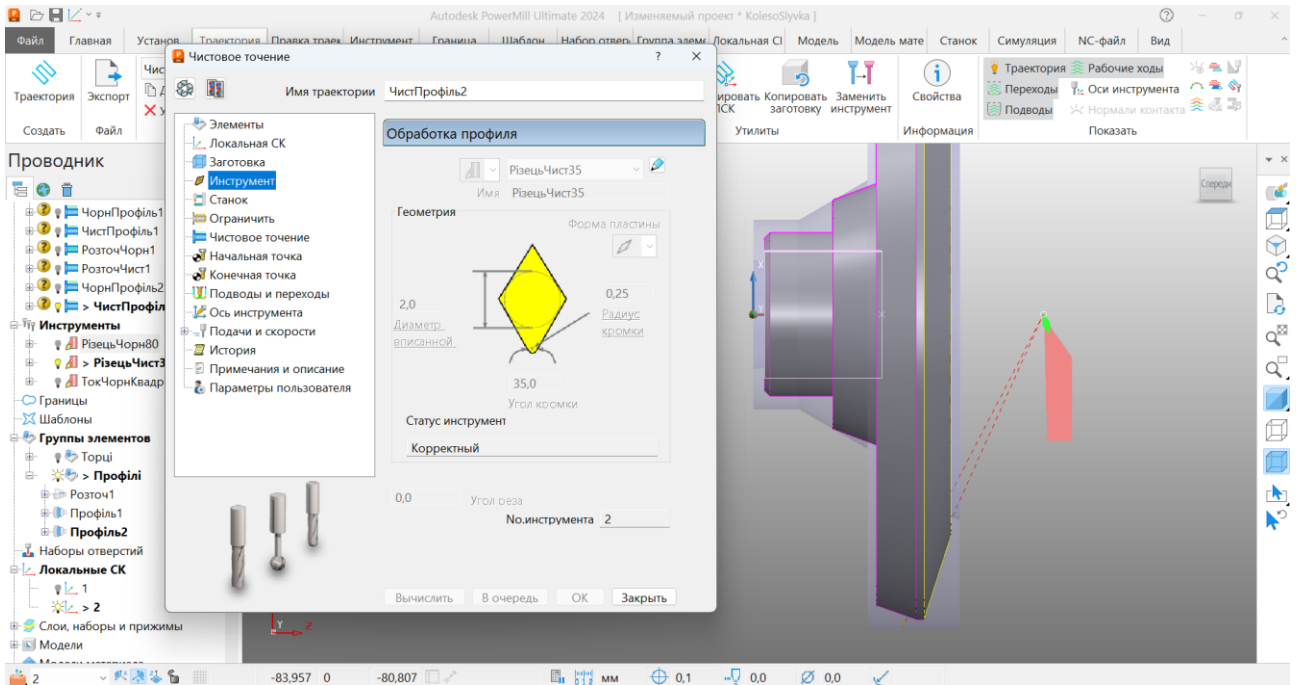 Autodesk PowerMill Ultimate 2024 [ Изменяемый проект * KolesoSlyvka ]
Файл Главная Установ Траектория Правка траек Инструмент Граница Шаблон Набор отверс Группа элеме Локальная СІ Модель Модель мате Станок Симуляция NC-файл Вид
Траектория
Экспорт
Чис
Создать Файл
ировать Копировать Заменить
ЛСК заготовку инструмент
Утилиты
Свойства
Информация
Траектория Рабочие ходы
Переходы Оси инструмента
Подводы Нормали контакта
Показать
Проводник
ЧорнПрофіль1
ЧистПрофіль1
РозточЧорн1
РозточЧист1
ЧорнПрофіль2
> ЧистПрофіл
Инструменты
РізецьЧорн80
> РізецьЧист3
ТокЧорнКвадр
Границы
Шаблоны
Группы элементов
Торці
> Профілі
Розточ1
Профіль1
Профіль2
Наборы отверстий
Локальные СК
1
> 2
Слои, наборы и прижимы
Модели
Чистовое точение ? ×
Имя траектории ЧистПрофіль2
Элементы
Локальная СК
Заготовка
Инструмент
Станок
Ограничить
Чистовое точение
Начальная точка
Конечная точка
Подводы и переходы
Ось инструмента
Подачи и скорости
История
Примечания и описание
Параметры пользователя
Обработка профиля
РізецьЧист35
Имя РізецьЧист35
Геометрия
Форма пластины
2,0
Диаметр
вписанной
0,25
Радиус
кромки
35,0
Угол кромки
Статус инструмент
Корректный
0,0 Угол реза
No.инструмента 2
Вычислить В очередь OK Закрыть
Спереди
X
X
Y
Y Z
2 -83,957 0 -80,807 мм 0,1 0,0 0,0